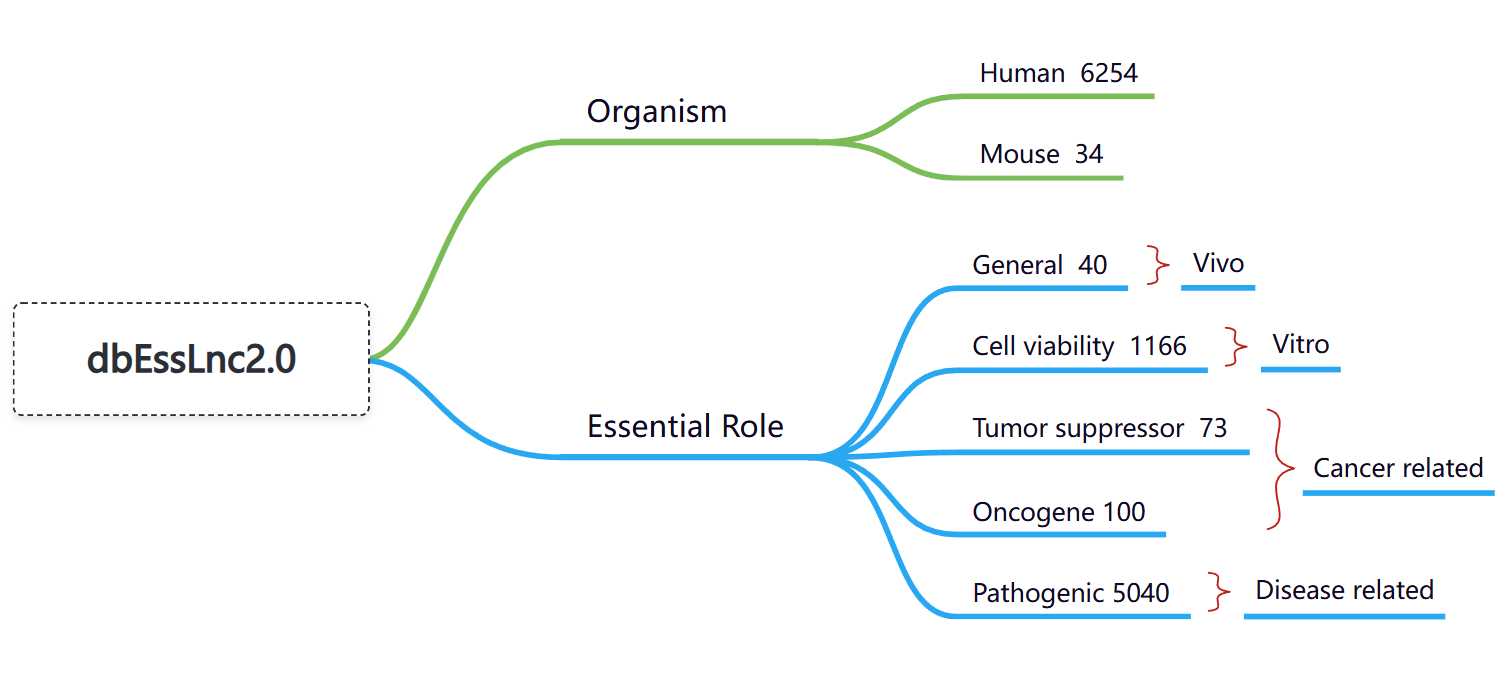 dbEssLnc2.0
Organism
Human 6254
Mouse 34
Essential Role
General 40
Vivo
Cell viability 1166
Vitro
Tumor suppressor 73
Oncogene 100
Cancer related
Pathogenic 5040
Disease related